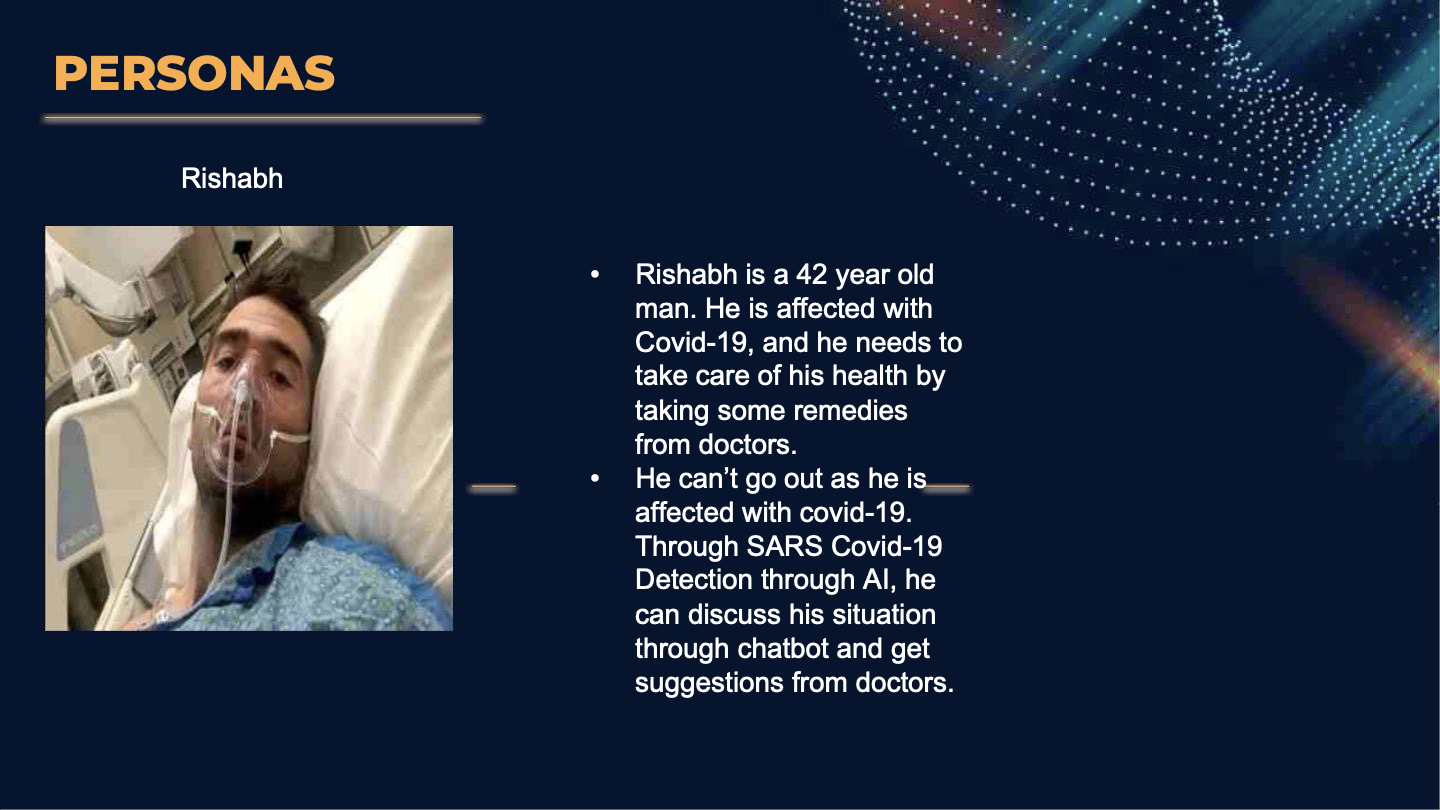 PERSONAS
Rishabh
• Rishabh is a 42 year old
man. He is affected with
Covid-19, and he needs to
take care of his health by
taking some remedies
from doctors.
• He can’t go out as he is
affected with covid-19.
Through SARS Covid-19
Detection through AI, he
can discuss his situation
through chatbot and get
suggestions from doctors.